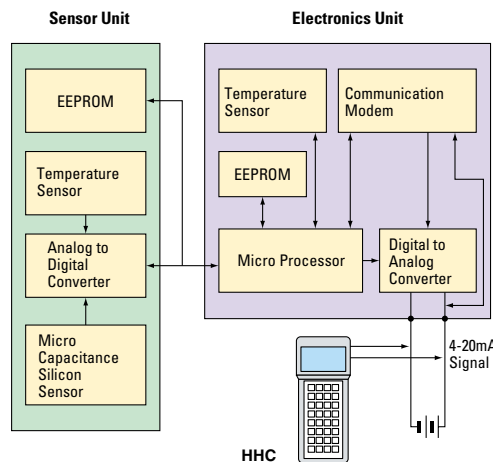 Sensor Unit
EEPROM
Temperature
Sensor
Analog to
Digital
Converter
Micro
Capacitance
Silicon
Sensor
Electronics Unit
Temperature
Sensor
Communication
Modem
EEPROM
Micro Processor
Digital to
Analog
Converter
4-20mA
Signal
HHC